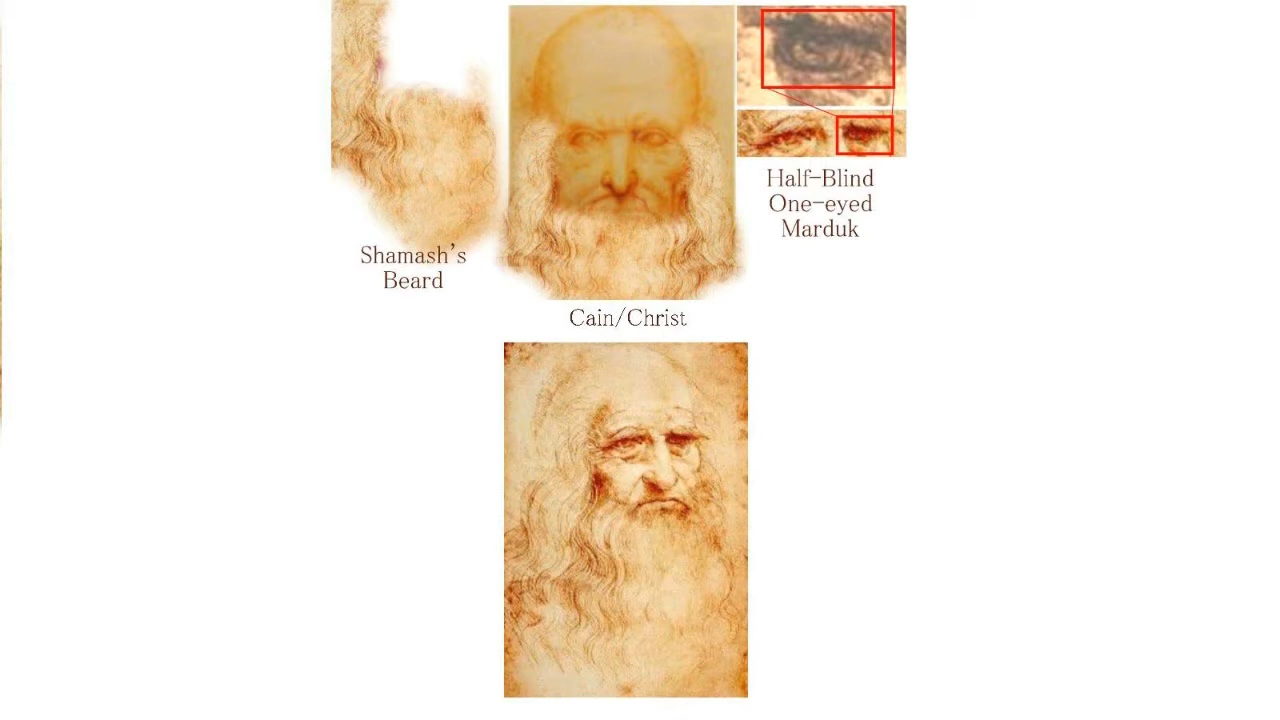 Shamash's
Beard
Cain/Christ
Half-Blind
One-eyed
Marduk